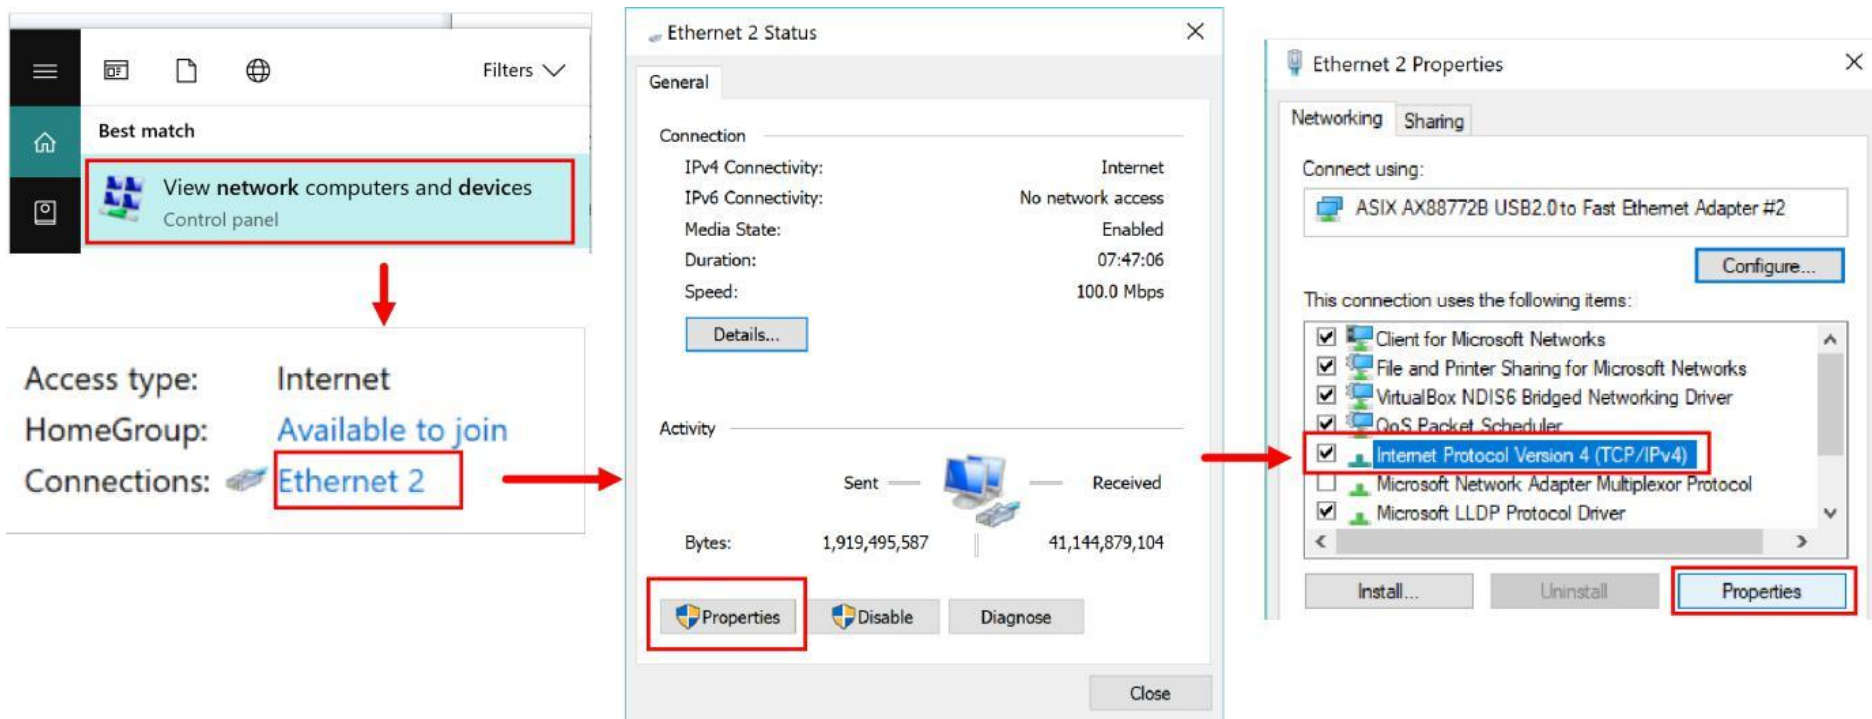 Filters
Best match
View network computers and devices
Control panel
Access type: Internet
HomeGroup: Available to join
Connections: Ethernet 2
Ethernet 2 Status
General
Connection
IPv4 Connectivity: Internet
IPv6 Connectivity: No network access
Media State: Enabled
Duration: 07:47:06
Speed: 100.0 Mbps
Details...
Activity
Sent Received
Bytes: 1,919,495,587 41,144,879,104
Properties Disable Diagnose
Close
Ethernet 2 Properties
Networking Sharing
Connect using:
ASIX AX88772B USB2.0 to Fast Ethernet Adapter #2
Configure...
This connection uses the following items:
Client for Microsoft Networks
File and Printer Sharing for Microsoft Networks
VirtualBox NDIS6 Bridged Networking Driver
QoS Packet Scheduler
Internet Protocol Version 4 (TCP/IPv4)
Microsoft Network Adapter Multiplexor Protocol
Microsoft LLDP Protocol Driver
Install... Uninstall Properties